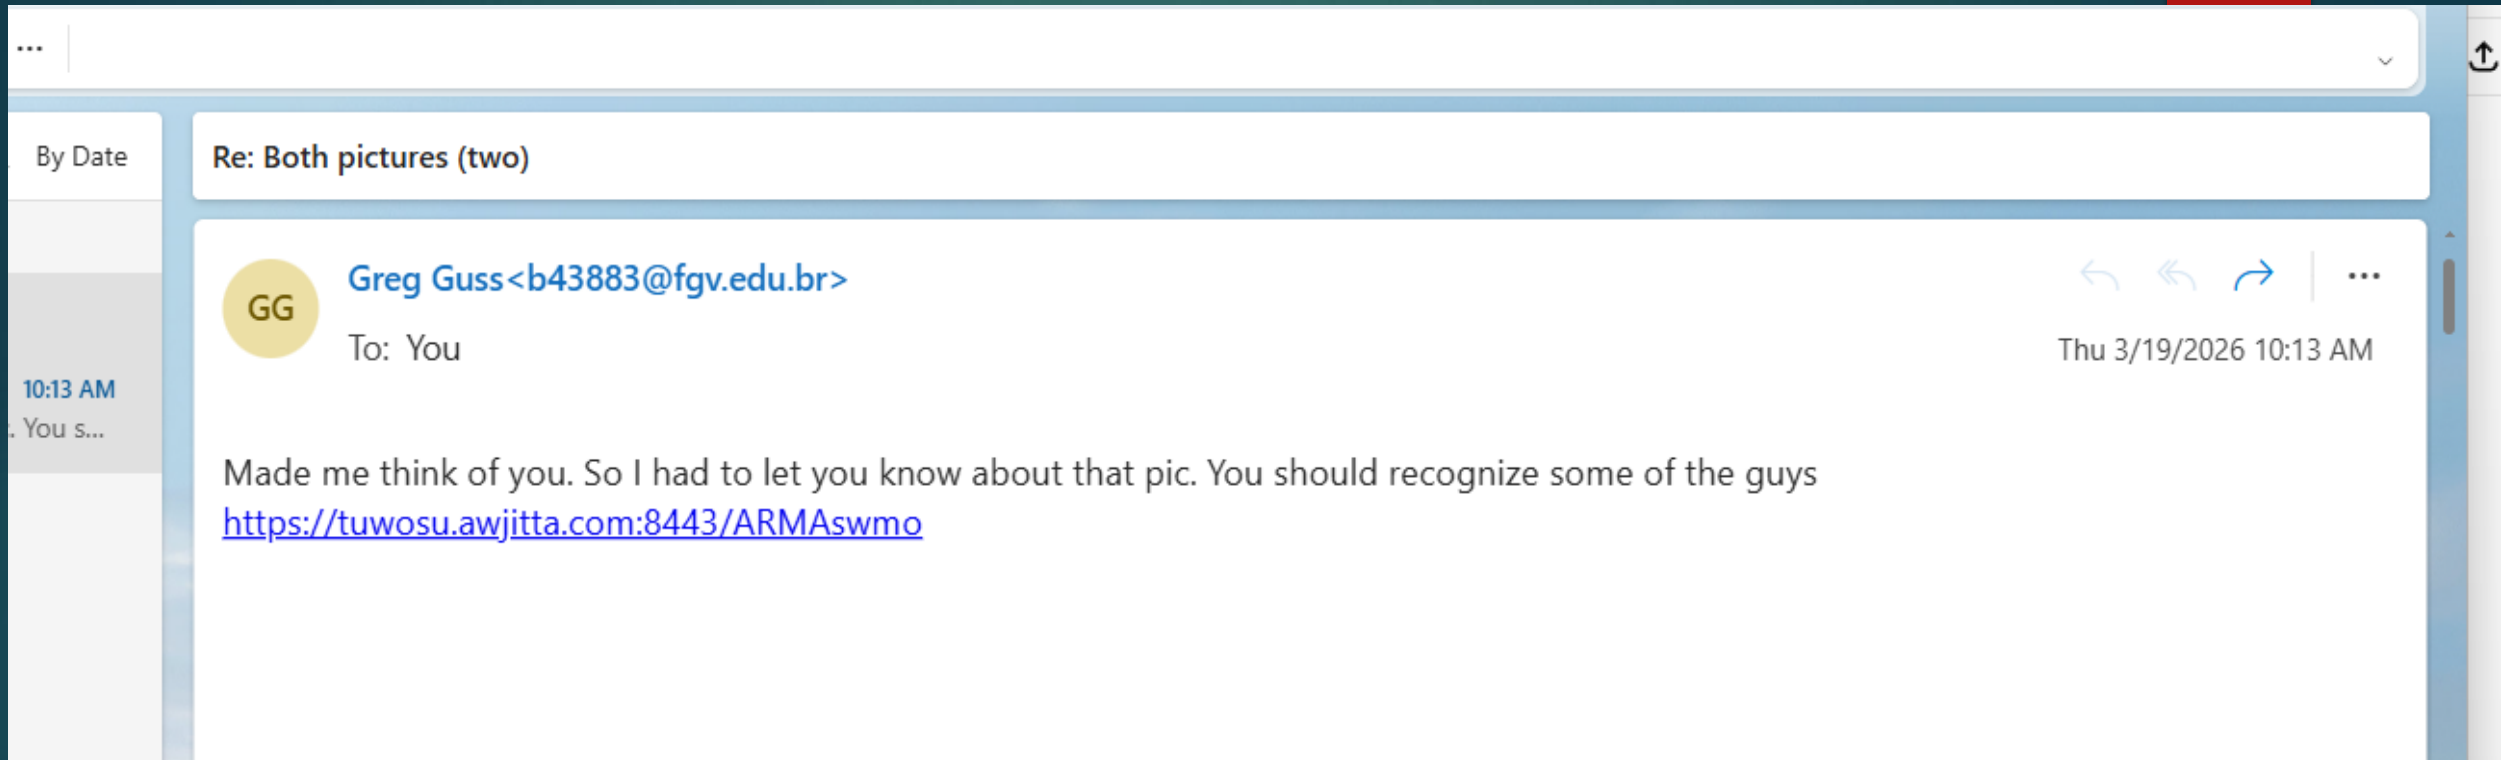 ...
By Date
Re: Both pictures (two)
GG
Greg Guss<b43883@fgv.edu.br>
...
To: You
Thu 3/19/2026 10:13 AM
10:13 AM
. You s...
Made me think of you. So I had to let you know about that pic. You should recognize some of the guys
https://tuwosu.awjitta.com:8443/ARMAswmo